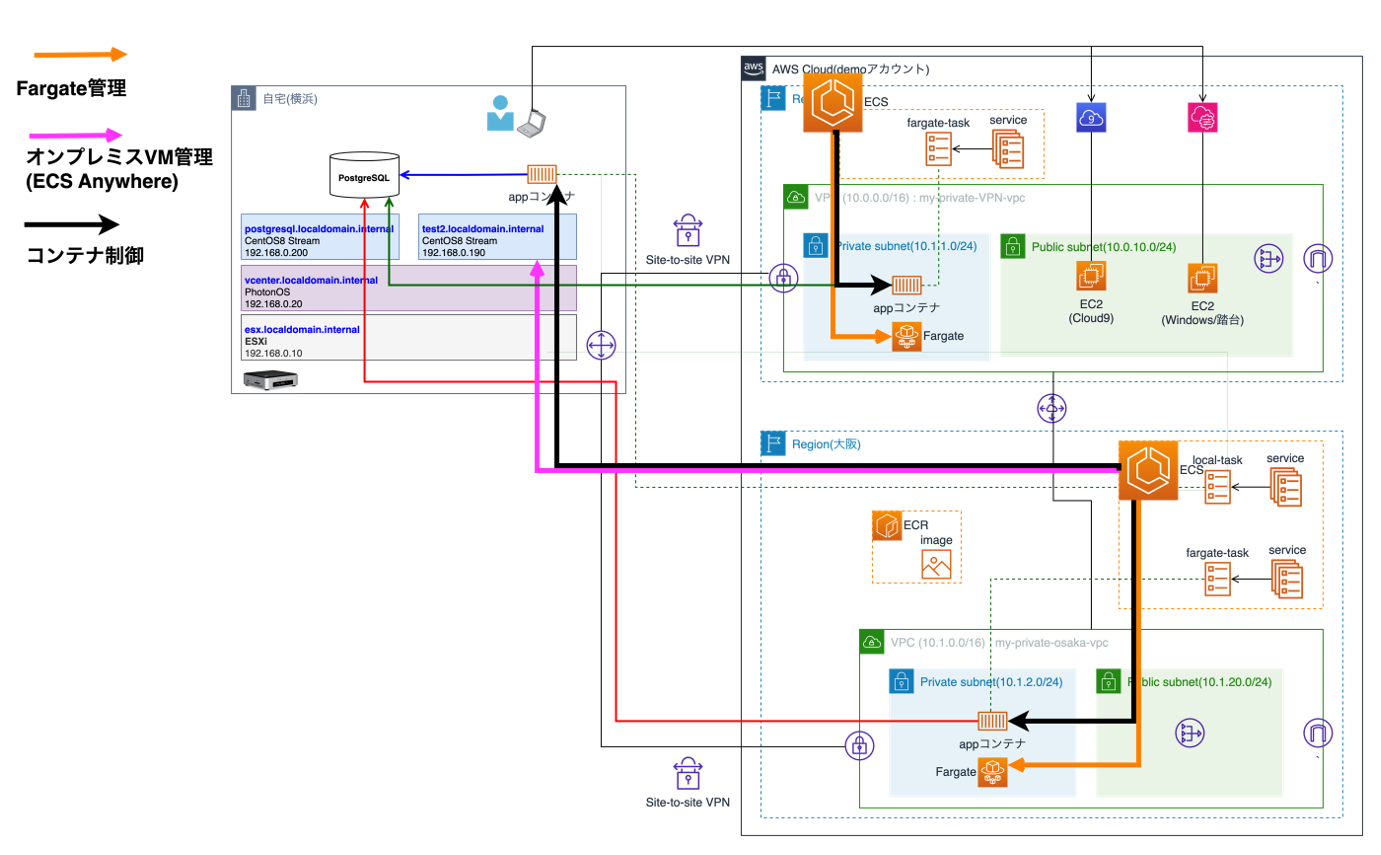 Fargate管理
オンプレミスVM管理
(ECS Anywhere)
コンテナ制御
自宅(横浜)
PostgreSQL
appコンテナ
postgresql.localdomain.internal
CentOS8 Stream
192.168.0.200
test2.localdomain.internal
CentOS8 Stream
192.168.0.190
vcenter.localdomain.internal
PhotonOS
192.168.0.20
esx.localdomain.internal
ESXi
192.168.0.10
Site-to-site VPN
Site-to-site VPN
aws
AWS Cloud(demoアカウント)
ECS
fargate-task
service
9
(10.0.0.0/16) : my-private-VPN-vpc
Private subnet(10.1.1.0/24)
appコンテナ
Fargate
Public subnet(10.0.10.0/24)
EC2
(Cloud9)
EC2
(Windows/踏台)
Region(大阪)
ECS
local-task
service
fargate-task
service
ECR
image
VPC (10.1.0.0/16) : my-private-osaka-vpc
Private subnet(10.1.2.0/24)
appコンテナ
Fargate
Public subnet(10.1.20.0/24)